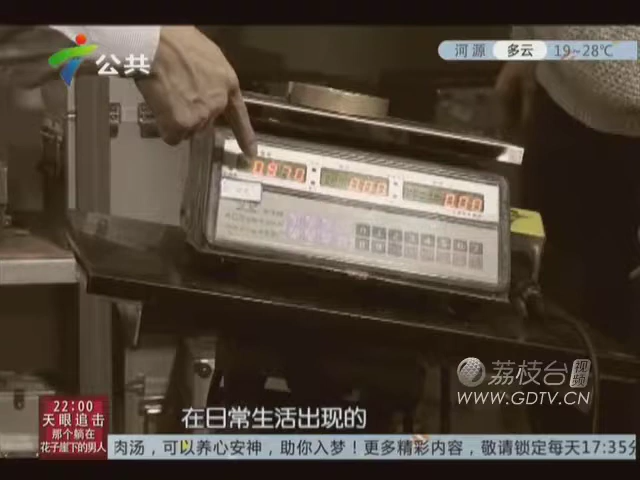 公共
河源 多云 19~28℃
0.970 0.00 0.00
荔枝台 视频
WWW.GDTV.CN
在日常生活出现的
22:00
天眼追击
那个躺在
花子崖下的男人
肉汤，可以养心安神，助你入梦！更多精彩内容，敬请锁定每天17:35分